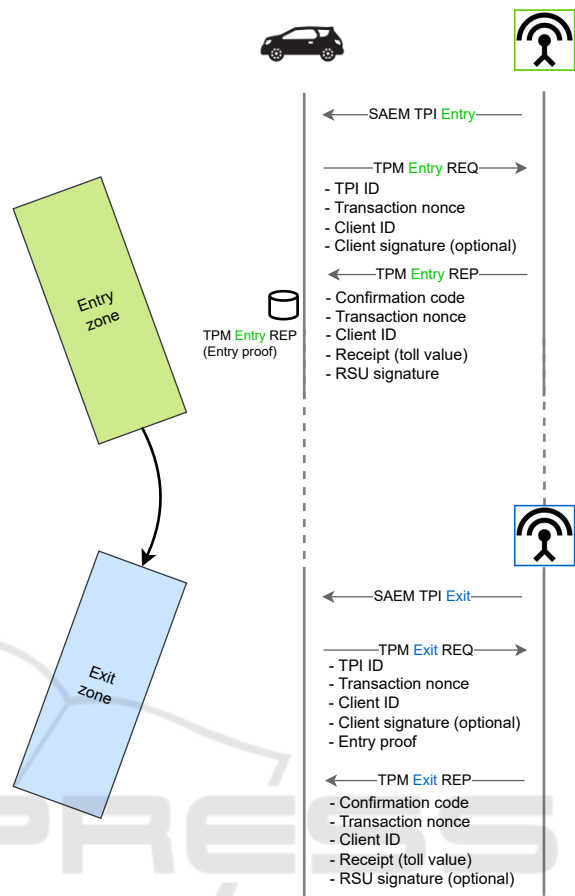 SAEM TPI Entry
TPM Entry REQ
- TPI ID
- Transaction nonce
- Client ID
- Client signature (optional)
TPM Entry REP
- Confirmation code
- Transaction nonce
- Client ID
- Receipt (toll value)
- RSU signature
TPM Entry REP
(Entry proof)
Entry
zone
SAEM TPI Exit
TPM Exit REQ
- TPI ID
- Transaction nonce
- Client ID
- Client signature (optional)
- Entry proof
Exit
zone
TPM Exit REP
- Confirmation code
- Transaction nonce
- Client ID
- Receipt (toll value)
- RSU signature (optional)
PRESS